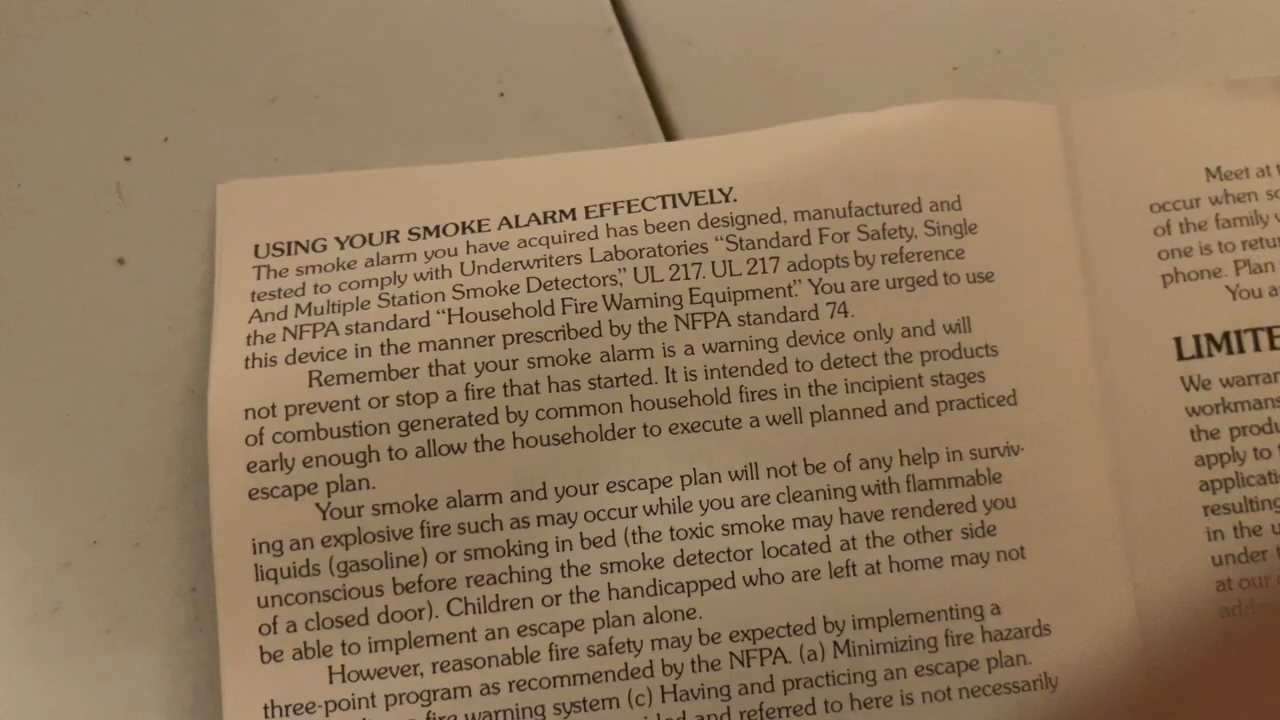 USING YOUR SMOKE ALARM EFFECTIVELY.
The smoke alarm you have acquired has been designed, manufactured and
tested to comply with Underwriters Laboratories “Standard For Safety, Single
And Multiple Station Smoke Detectors,” UL 217. UL 217 adopts by reference
the NFPA standard “Household Fire Warning Equipment.” You are urged to use
this device in the manner prescribed by the NFPA standard 74.
Remember that your smoke alarm is a warning device only and will
not prevent or stop a fire that has started. It is intended to detect the products
of combustion generated by common household fires in the incipient stages
early enough to allow the householder to execute a well planned and practiced
escape plan.
Your smoke alarm and your escape plan will not be of any help in surviv-
ing an explosive fire such as may occur while you are cleaning with flammable
liquids (gasoline) or smoking in bed (the toxic smoke may have rendered you
unconscious before reaching the smoke detector located at the other side
of a closed door). Children or the handicapped who are left at home may not
be able to implement an escape plan alone.
However, reasonable fire safety may be expected by implementing a
three-point program as recommended by the NFPA. (a) Minimizing fire hazards
fire warning system (c) Having and practicing an escape plan.
and referred to here is not necessarily
Meet at
occur when
of the family
one is to
phone. Plan
You
We
the
apply to
resulting
in the
under
at our